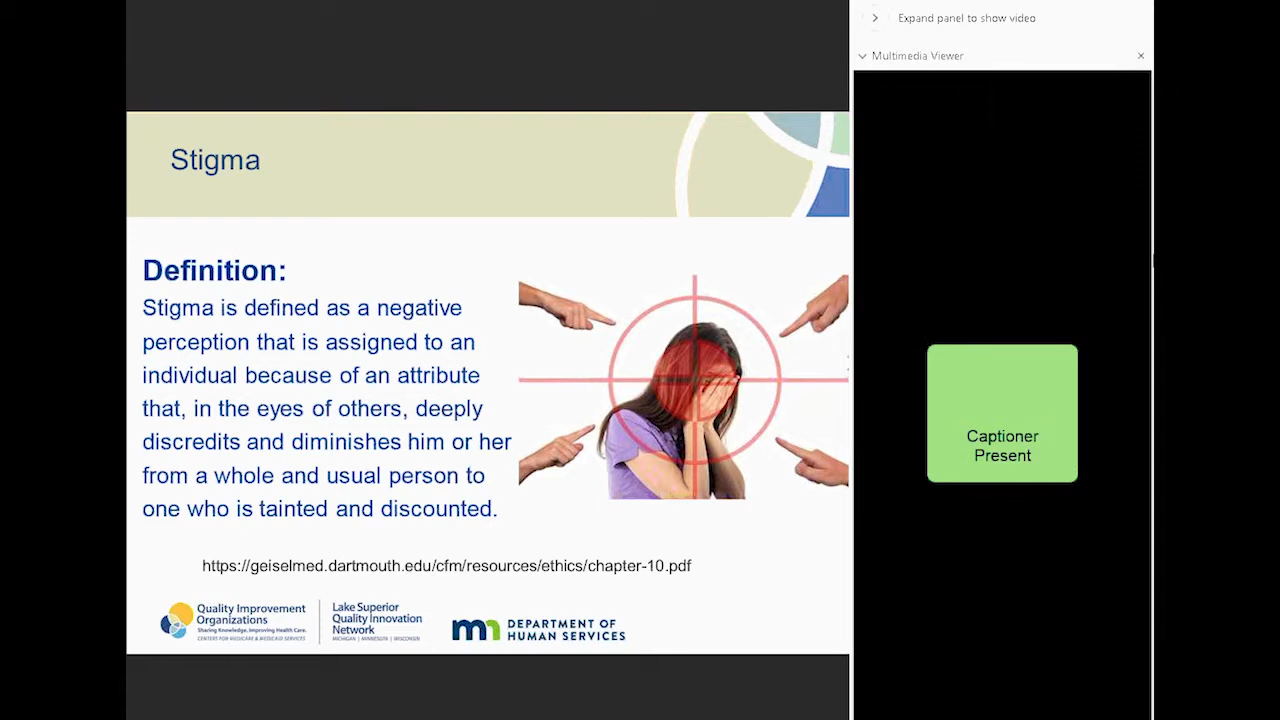 Expand panel to show video
Multimedia Viewer
Stigma
Definition:
Stigma is defined as a negative
perception that is assigned to an
individual because of an attribute
that, in the eyes of others, deeply
discredits and diminishes him or her
from a whole and usual person to
one who is tainted and discounted.
https://geiselmed.dartmouth.edu/cfm/resources/ethics/chapter-10.pdf
Quality Improvement
Organizations
Sharing Knowledge. Improving Health Care.
CENTERS FOR MEDICARE & MEDICAID SERVICES
Lake Superior
Quality Innovation
Network
MICHIGAN | MINNESOTA | WISCONSIN
mn DEPARTMENT OF
HUMAN SERVICES
Captioner
Present